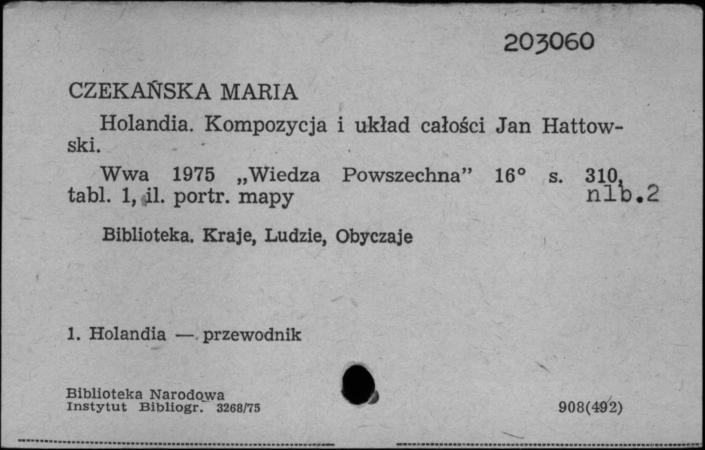 203060
CZEKAŃSKA MARIA
Holandia. Kompozycja i układ całości Jan Hattow-
ski.
Wwa 1975 „Wiedza Powszechna” 16° s. 310,
tabl. 1, il. portr. mapy nlb.2
Biblioteka. Kraje, Ludzie, Obyczaje
1. Holandia — przewodnik
Biblioteka Narodowa
Instytut Bibliogr. 3268/75 908(492)